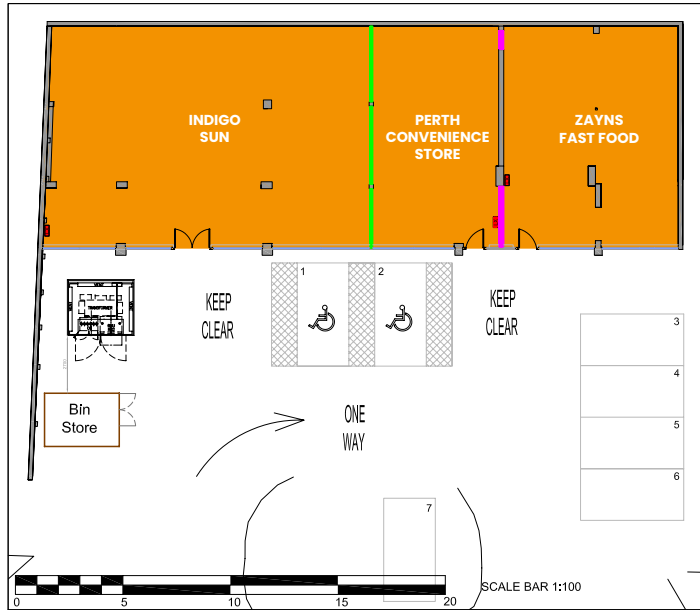 INDIGO
SUN
PERTH
CONVENIENCE
STORE
ZAYNS
FAST FOOD
1
2
KEEP
CLEAR
KEEP
CLEAR
TRANSFORMER
3
4
5
6
Bin
Store
ONE
WAY
7
SCALE BAR 1:100
0
5
10
15
20